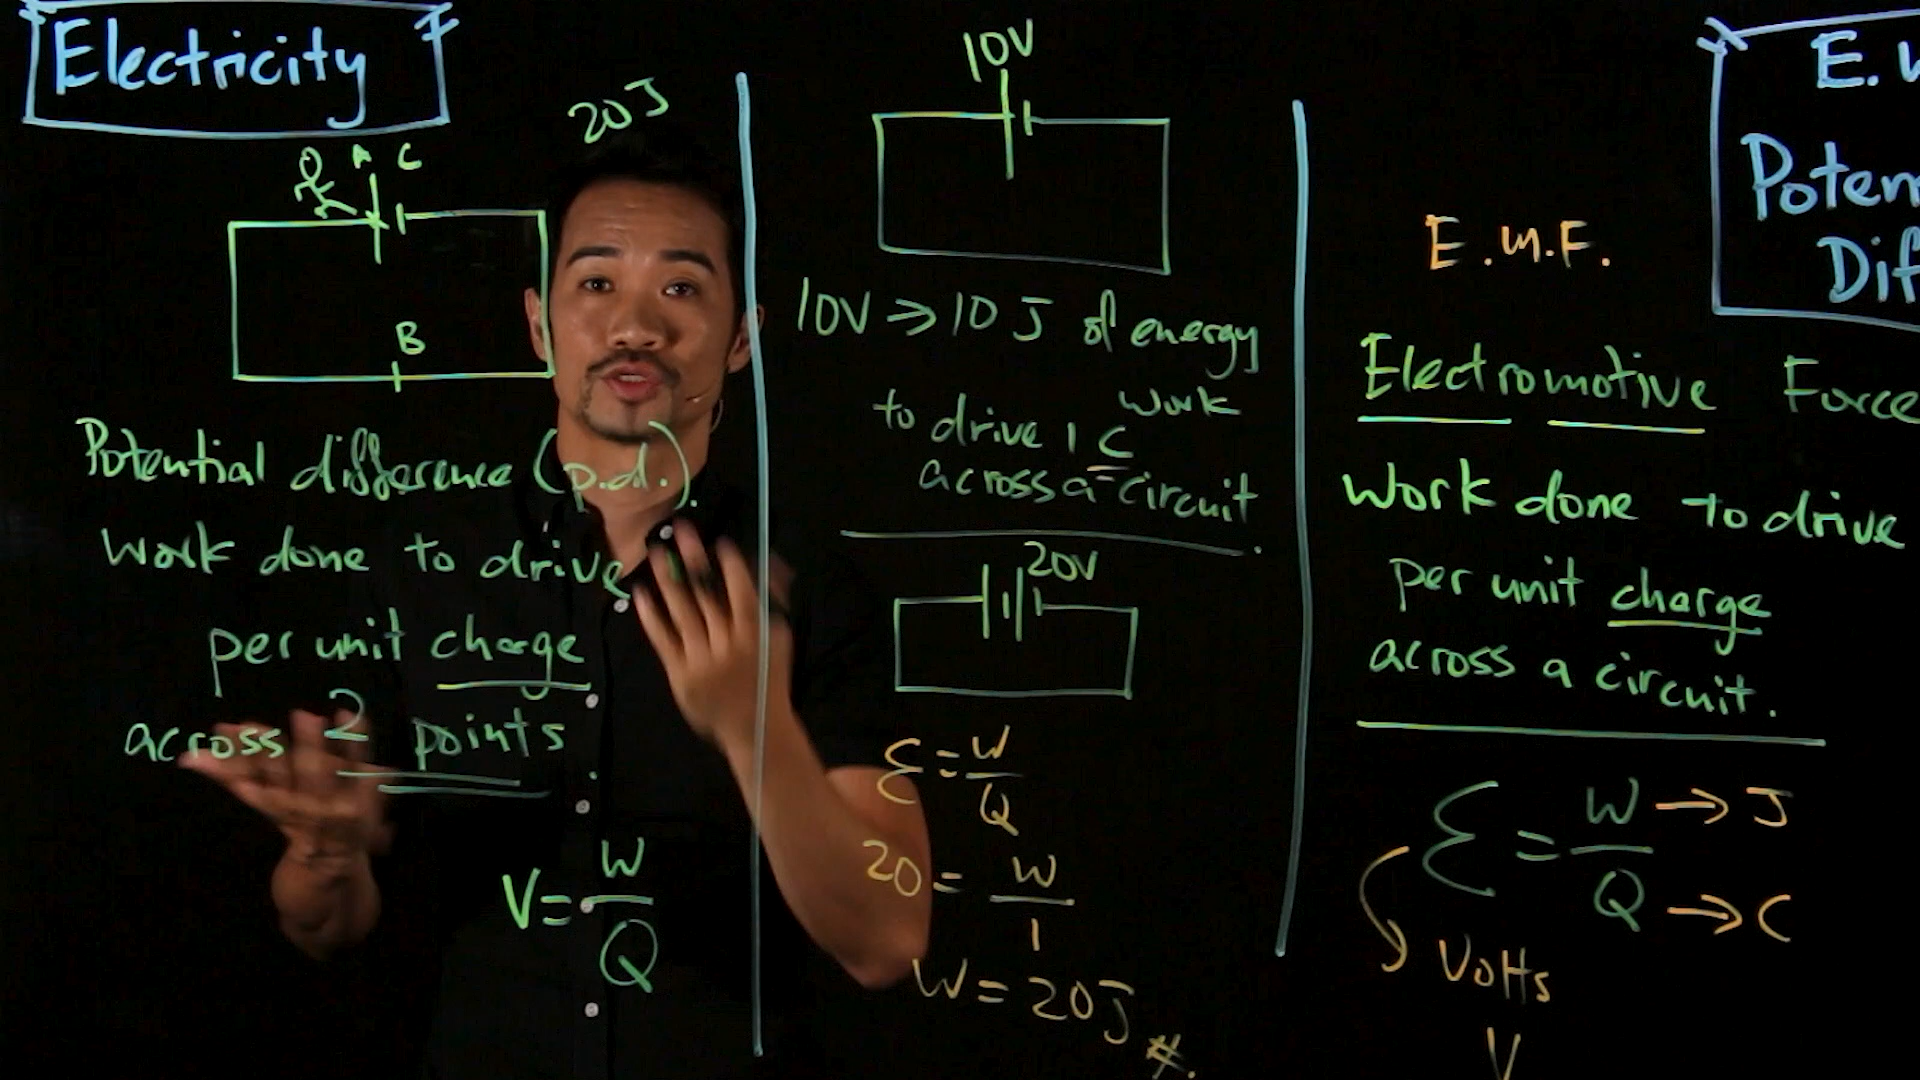 Electricity
20J
A C
B
Potential difference (p.d.).
work done to drive
per unit charge
across 2 points
V = W
Q
10V
10V → 10 J of energy
work
to drive 1 C
across a circuit
20V
ε = W
Q
20 = W
1
W = 20J
E.M.F.
Electromotive Force
Work done to drive
per unit charge
across a circuit.
ε = W → J
Q → C
Volts
V
E.
Dif